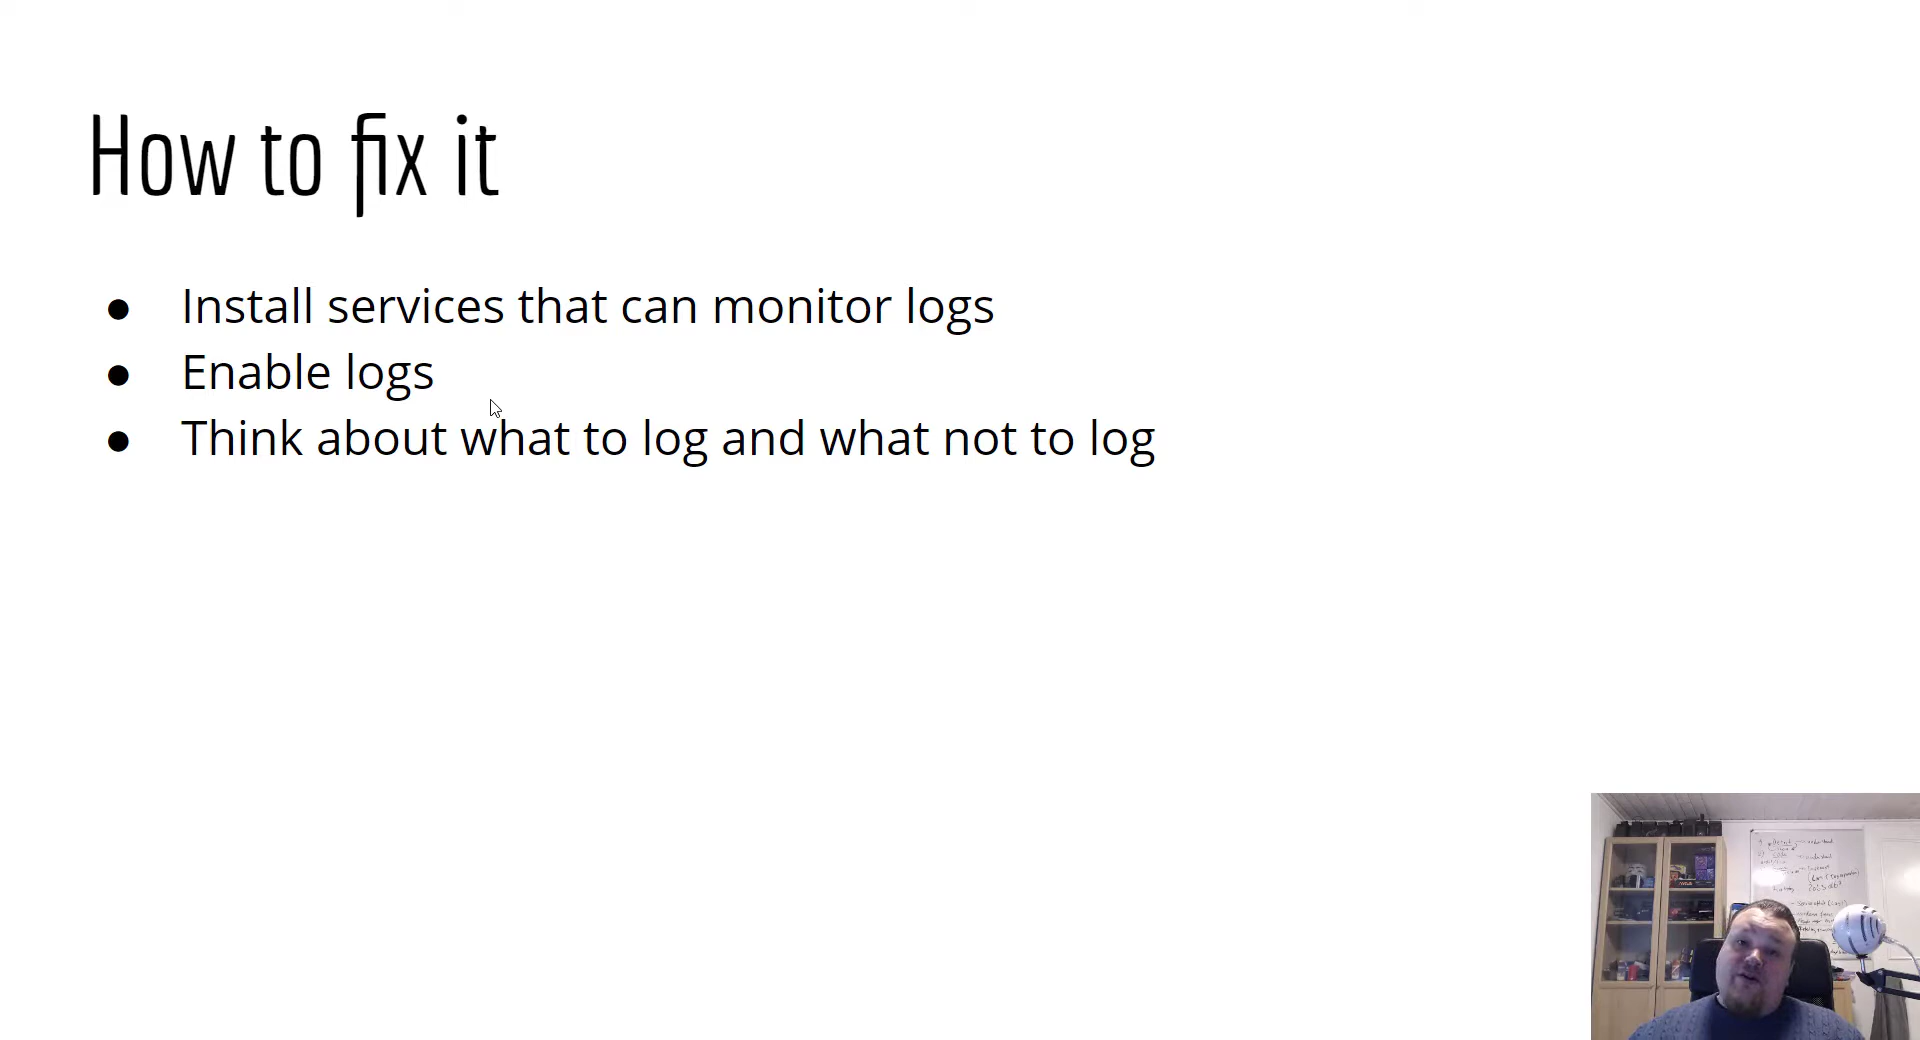 How to fix it
● Install services that can monitor logs
● Enable logs
● Think about what to log and what not to log